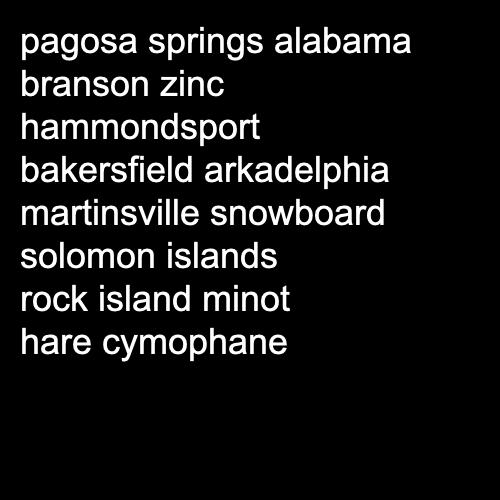 pagosa springs alabama
branson zinc
hammondsport
bakersfield arkadelphia
martinsville snowboard
solomon islands
rock island minot
hare cymophane